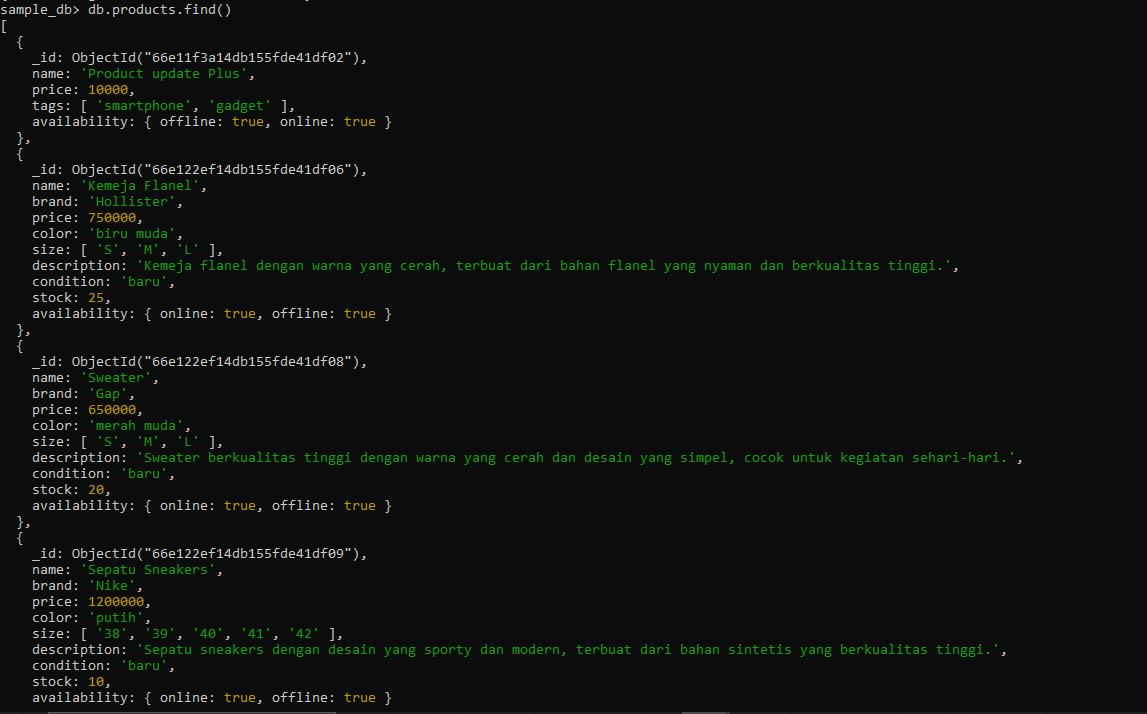 sample_db> db.products.find()
[
  {
    _id: ObjectId("66e11f3a14db155fde41df02"),
    name: 'Product update Plus',
    price: 10000,
    tags: [ 'smartphone', 'gadget' ],
    availability: { offline: true, online: true }
  },
  {
    _id: ObjectId("66e122ef14db155fde41df06"),
    name: 'Kemeja Flanel',
    brand: 'Hollister',
    price: 750000,
    color: 'biru muda',
    size: [ 'S', 'M', 'L' ],
    description: 'Kemeja flanel dengan warna yang cerah, terbuat dari bahan flanel yang nyaman dan berkualitas tinggi.',
    condition: 'baru',
    stock: 25,
    availability: { online: true, offline: true }
  },
  {
    _id: ObjectId("66e122ef14db155fde41df08"),
    name: 'Sweater',
    brand: 'Gap',
    price: 650000,
    color: 'merah muda',
    size: [ 'S', 'M', 'L' ],
    description: 'Sweater berkualitas tinggi dengan warna yang cerah dan desain yang simpel, cocok untuk kegiatan sehari-hari.',
    condition: 'baru',
    stock: 20,
    availability: { online: true, offline: true }
  },
  {
    _id: ObjectId("66e122ef14db155fde41df09"),
    name: 'Sepatu Sneakers',
    brand: 'Nike',
    price: 1200000,
    color: 'putih',
    size: [ '38', '39', '40', '41', '42' ],
    description: 'Sepatu sneakers dengan desain yang sporty dan modern, terbuat dari bahan sintetis yang berkualitas tinggi.',
    condition: 'baru',
    stock: 10,
    availability: { online: true, offline: true }